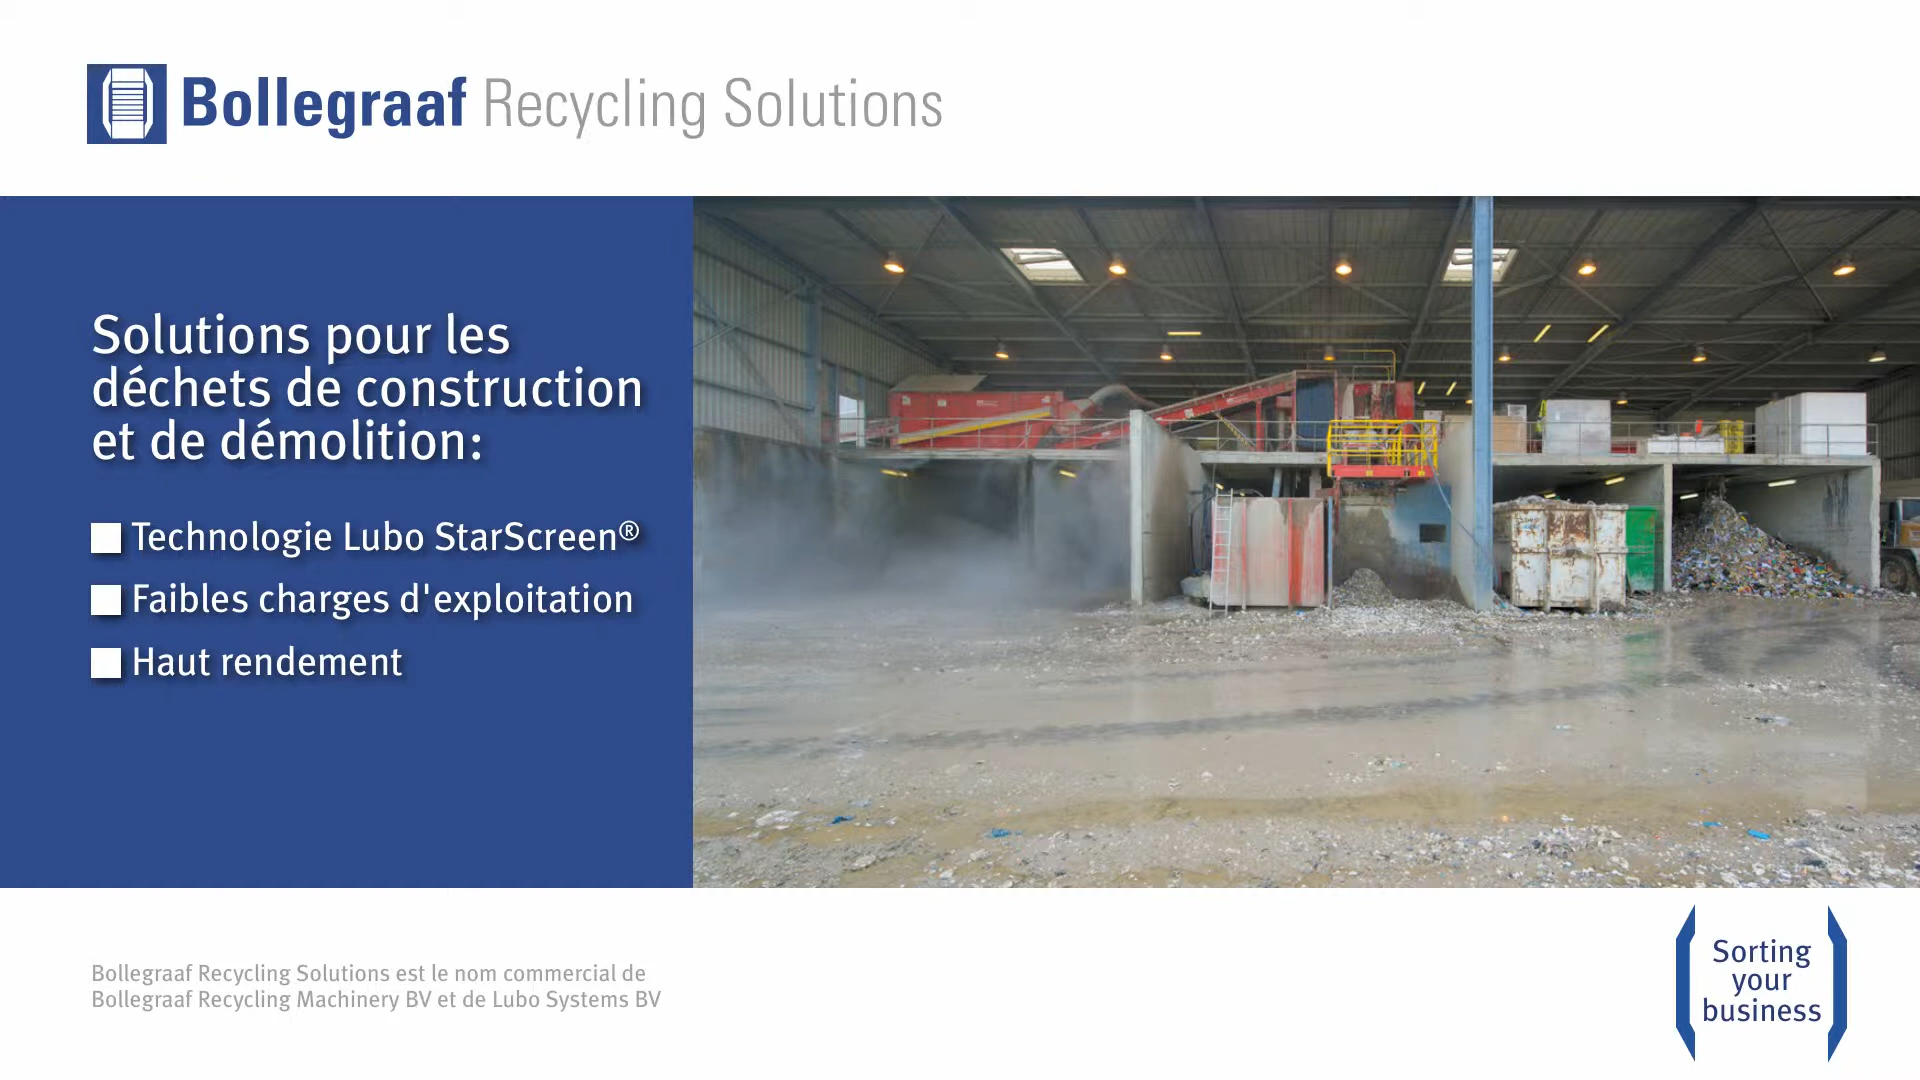 Bollegraaf Recycling Solutions
Solutions pour les
déchets de construction
et de démolition:
Technologie Lubo StarScreen®
Faibles charges d'exploitation
Haut rendement
Bollegraaf Recycling Solutions est le nom commercial de
Bollegraaf Recycling Machinery BV et de Lubo Systems BV
Sorting
your
business